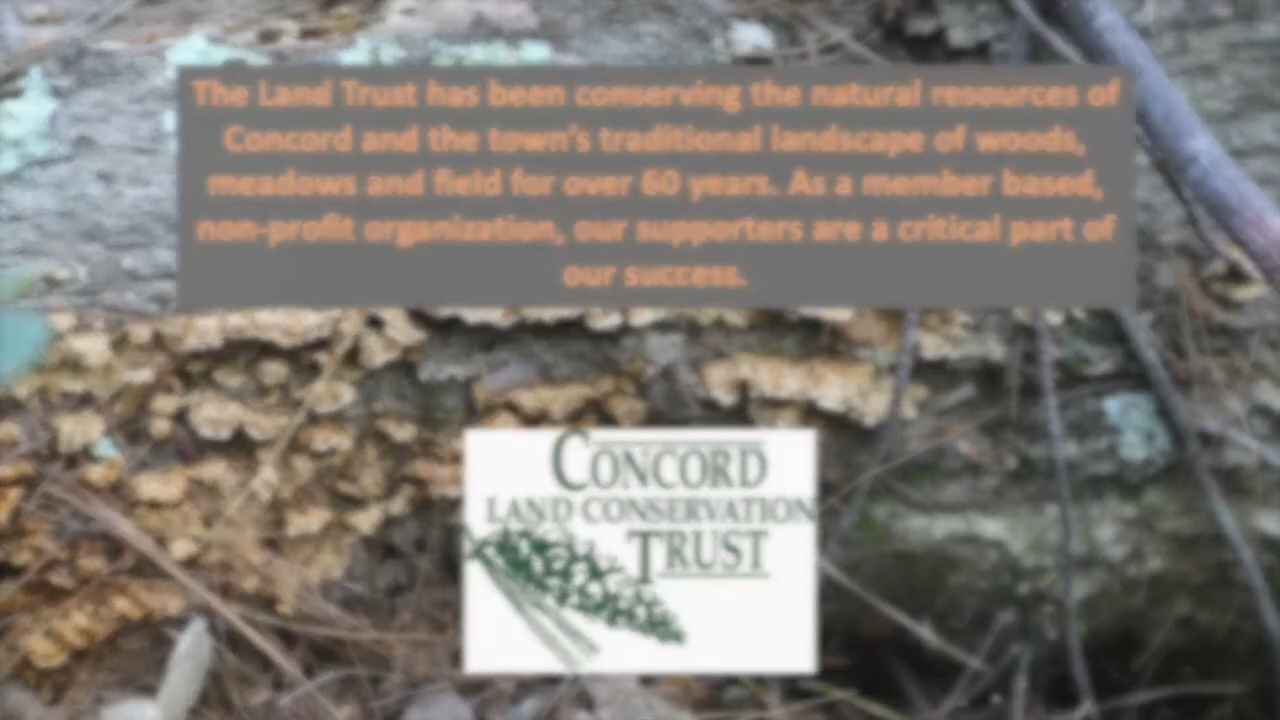 The Land Trust has been conserving the natural resources of
Concord and the town's traditional landscape of woods,
meadows and field for over 60 years. As a member based,
non-profit organization, our supporters are a critical part of
our success.
CONCORD
LAND CONSERVATION
TRUST